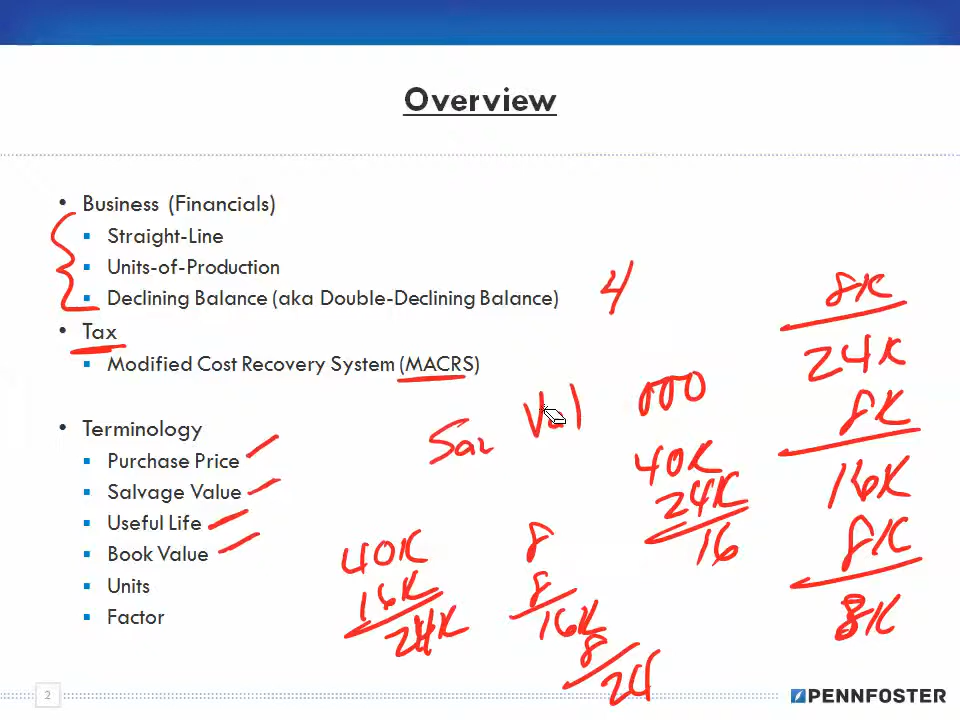 Overview
• Business (Financials)
▪ Straight-Line
▪ Units-of-Production
▪ Declining Balance (aka Double-Declining Balance)
• Tax
▪ Modified Cost Recovery System (MACRS)
• Terminology
▪ Purchase Price
▪ Salvage Value
▪ Useful Life
▪ Book Value
▪ Units
▪ Factor
4
Val
000
40K
24K
16
40K
16K
24K
8
8
16K
8
24
8K
24K
8K
16K
8K
8K
2
PENNFOSTER